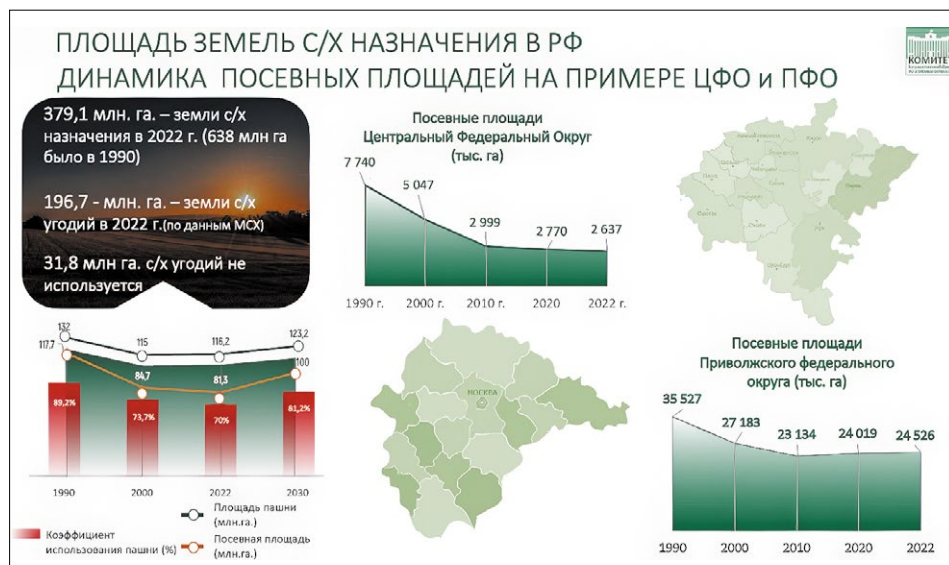 ПЛОЩАДЬ ЗЕМЕЛЬ С/Х НАЗНАЧЕНИЯ В РФ
ДИНАМИКА ПОСЕВНЫХ ПЛОЩАДЕЙ НА ПРИМЕРЕ ЦФО и ПФО
КОМИТЕТ
379,1 млн. га. – земли с/х
назначения в 2022 г. (638 млн га
было в 1990)
196,7 - млн. га. – земли с/х
угодий в 2022 г.(по данным МСХ)
31,8 млн га. с/х угодий не
используется
132
115
116,2
123,2
117,7
84,7
81,3
100
89,2%
73,7%
70%
81,2%
1990
2000
2022
2030
Площадь пашни
(млн.га.)
Коэффициент
использования пашни (%)
Посевная площадь
(млн.га.)
Посевные площади
Центральный Федеральный Округ
(тыс. га)
7 740
5 047
2 999
2 770
2 637
1990 г.
2000 г.
2010 г.
2020
2022 г.
МОСКВА
Посевные площади
Приволжского федерального
округа (тыс. га)
35 527
27 183
23 134
24 019
24 526
1990
2000
2010
2020
2022